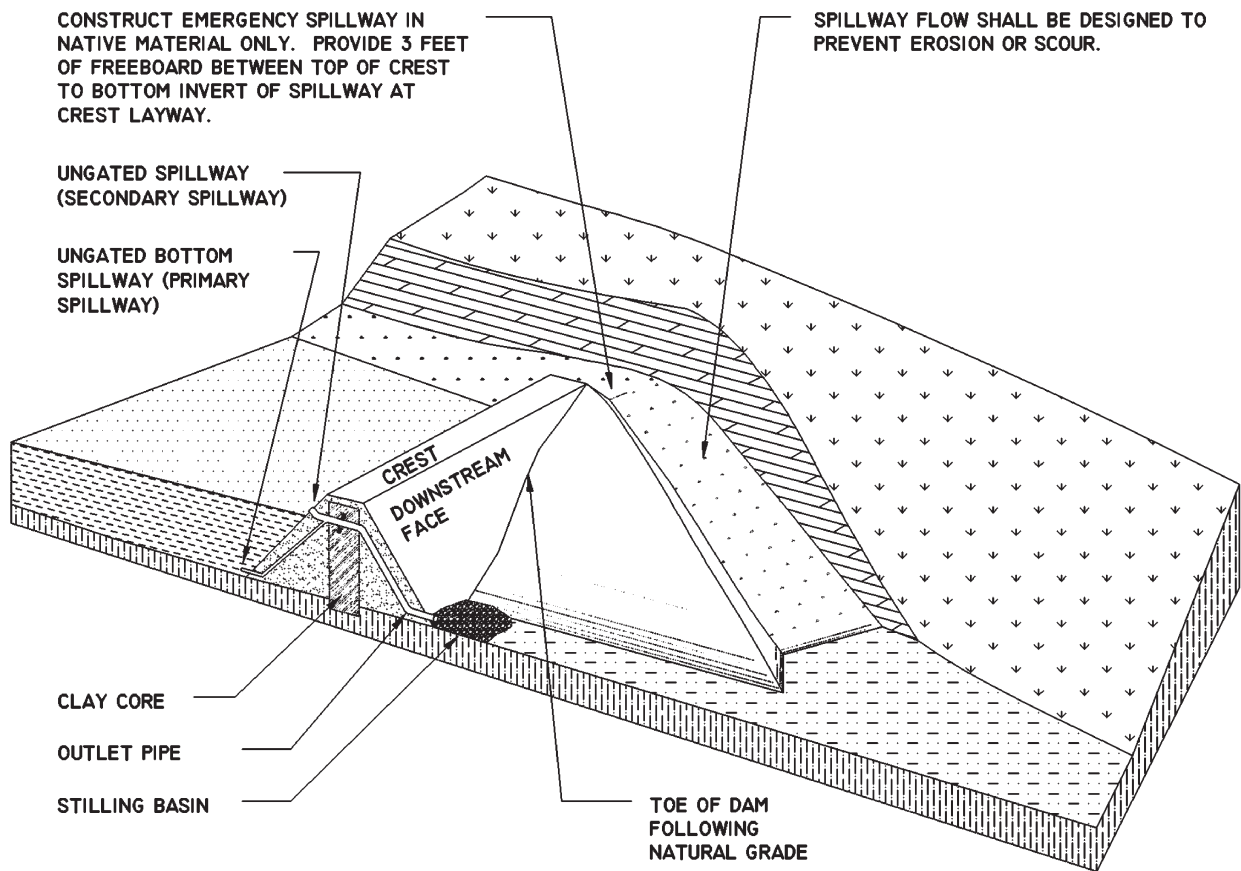 CONSTRUCT EMERGENCY SPILLWAY IN
NATIVE MATERIAL ONLY. PROVIDE 3 FEET
OF FREEBOARD BETWEEN TOP OF CREST
TO BOTTOM INVERT OF SPILLWAY AT
CREST LAYWAY.
SPILLWAY FLOW SHALL BE DESIGNED TO
PREVENT EROSION OR SCOUR.
UNGATED SPILLWAY
(SECONDARY SPILLWAY)
UNGATED BOTTOM
SPILLWAY (PRIMARY
SPILLWAY)
CREST
DOWNSTREAM
FACE
CLAY CORE
OUTLET PIPE
STILLING BASIN
TOE OF DAM
FOLLOWING
NATURAL GRADE